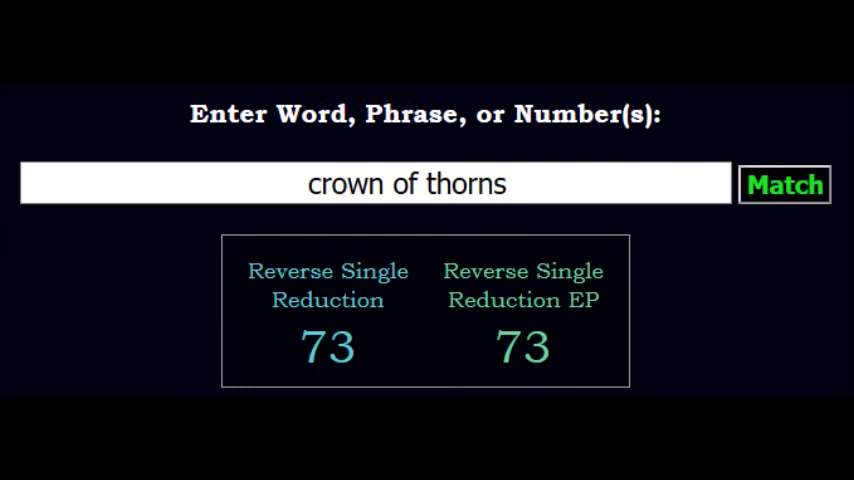 Enter Word, Phrase, or Number(s):
crown of thorns Match
Reverse Single Reverse Single
Reduction Reduction EP
73 73